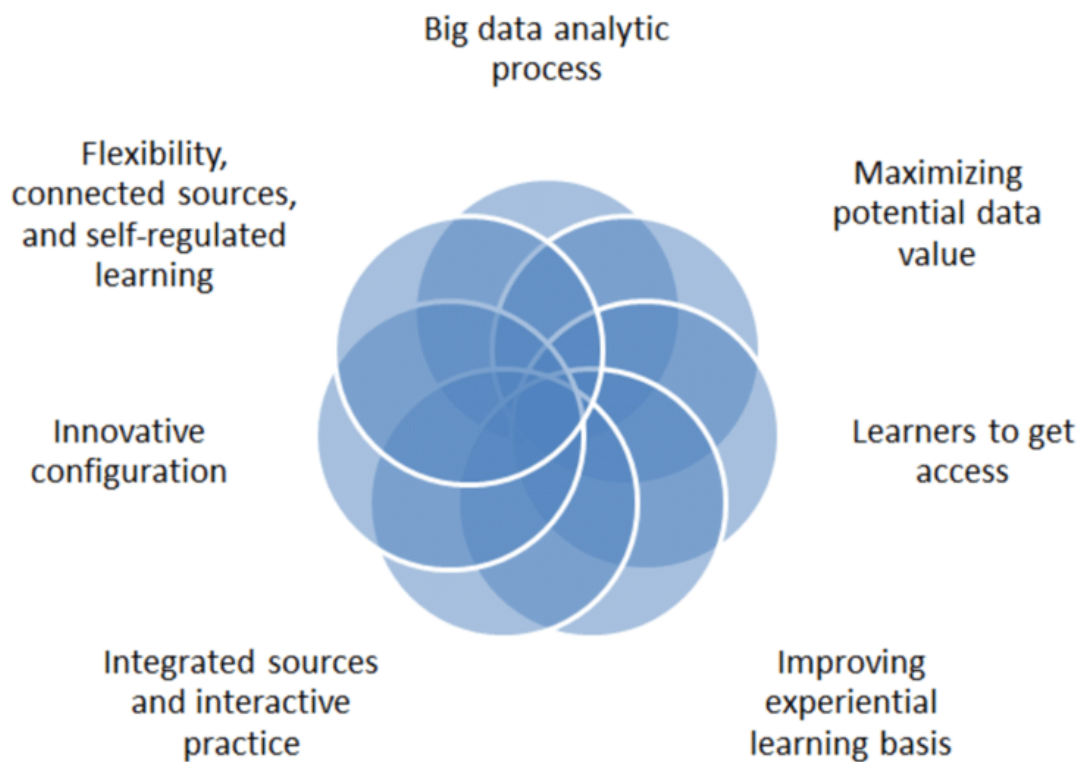 Big data analytic
process
Maximizing
potential data
value
Learners to get
access
Improving
experiential
learning basis
Integrated sources
and interactive
practice
Innovative
configuration
Flexibility,
connected sources,
and self-regulated
learning